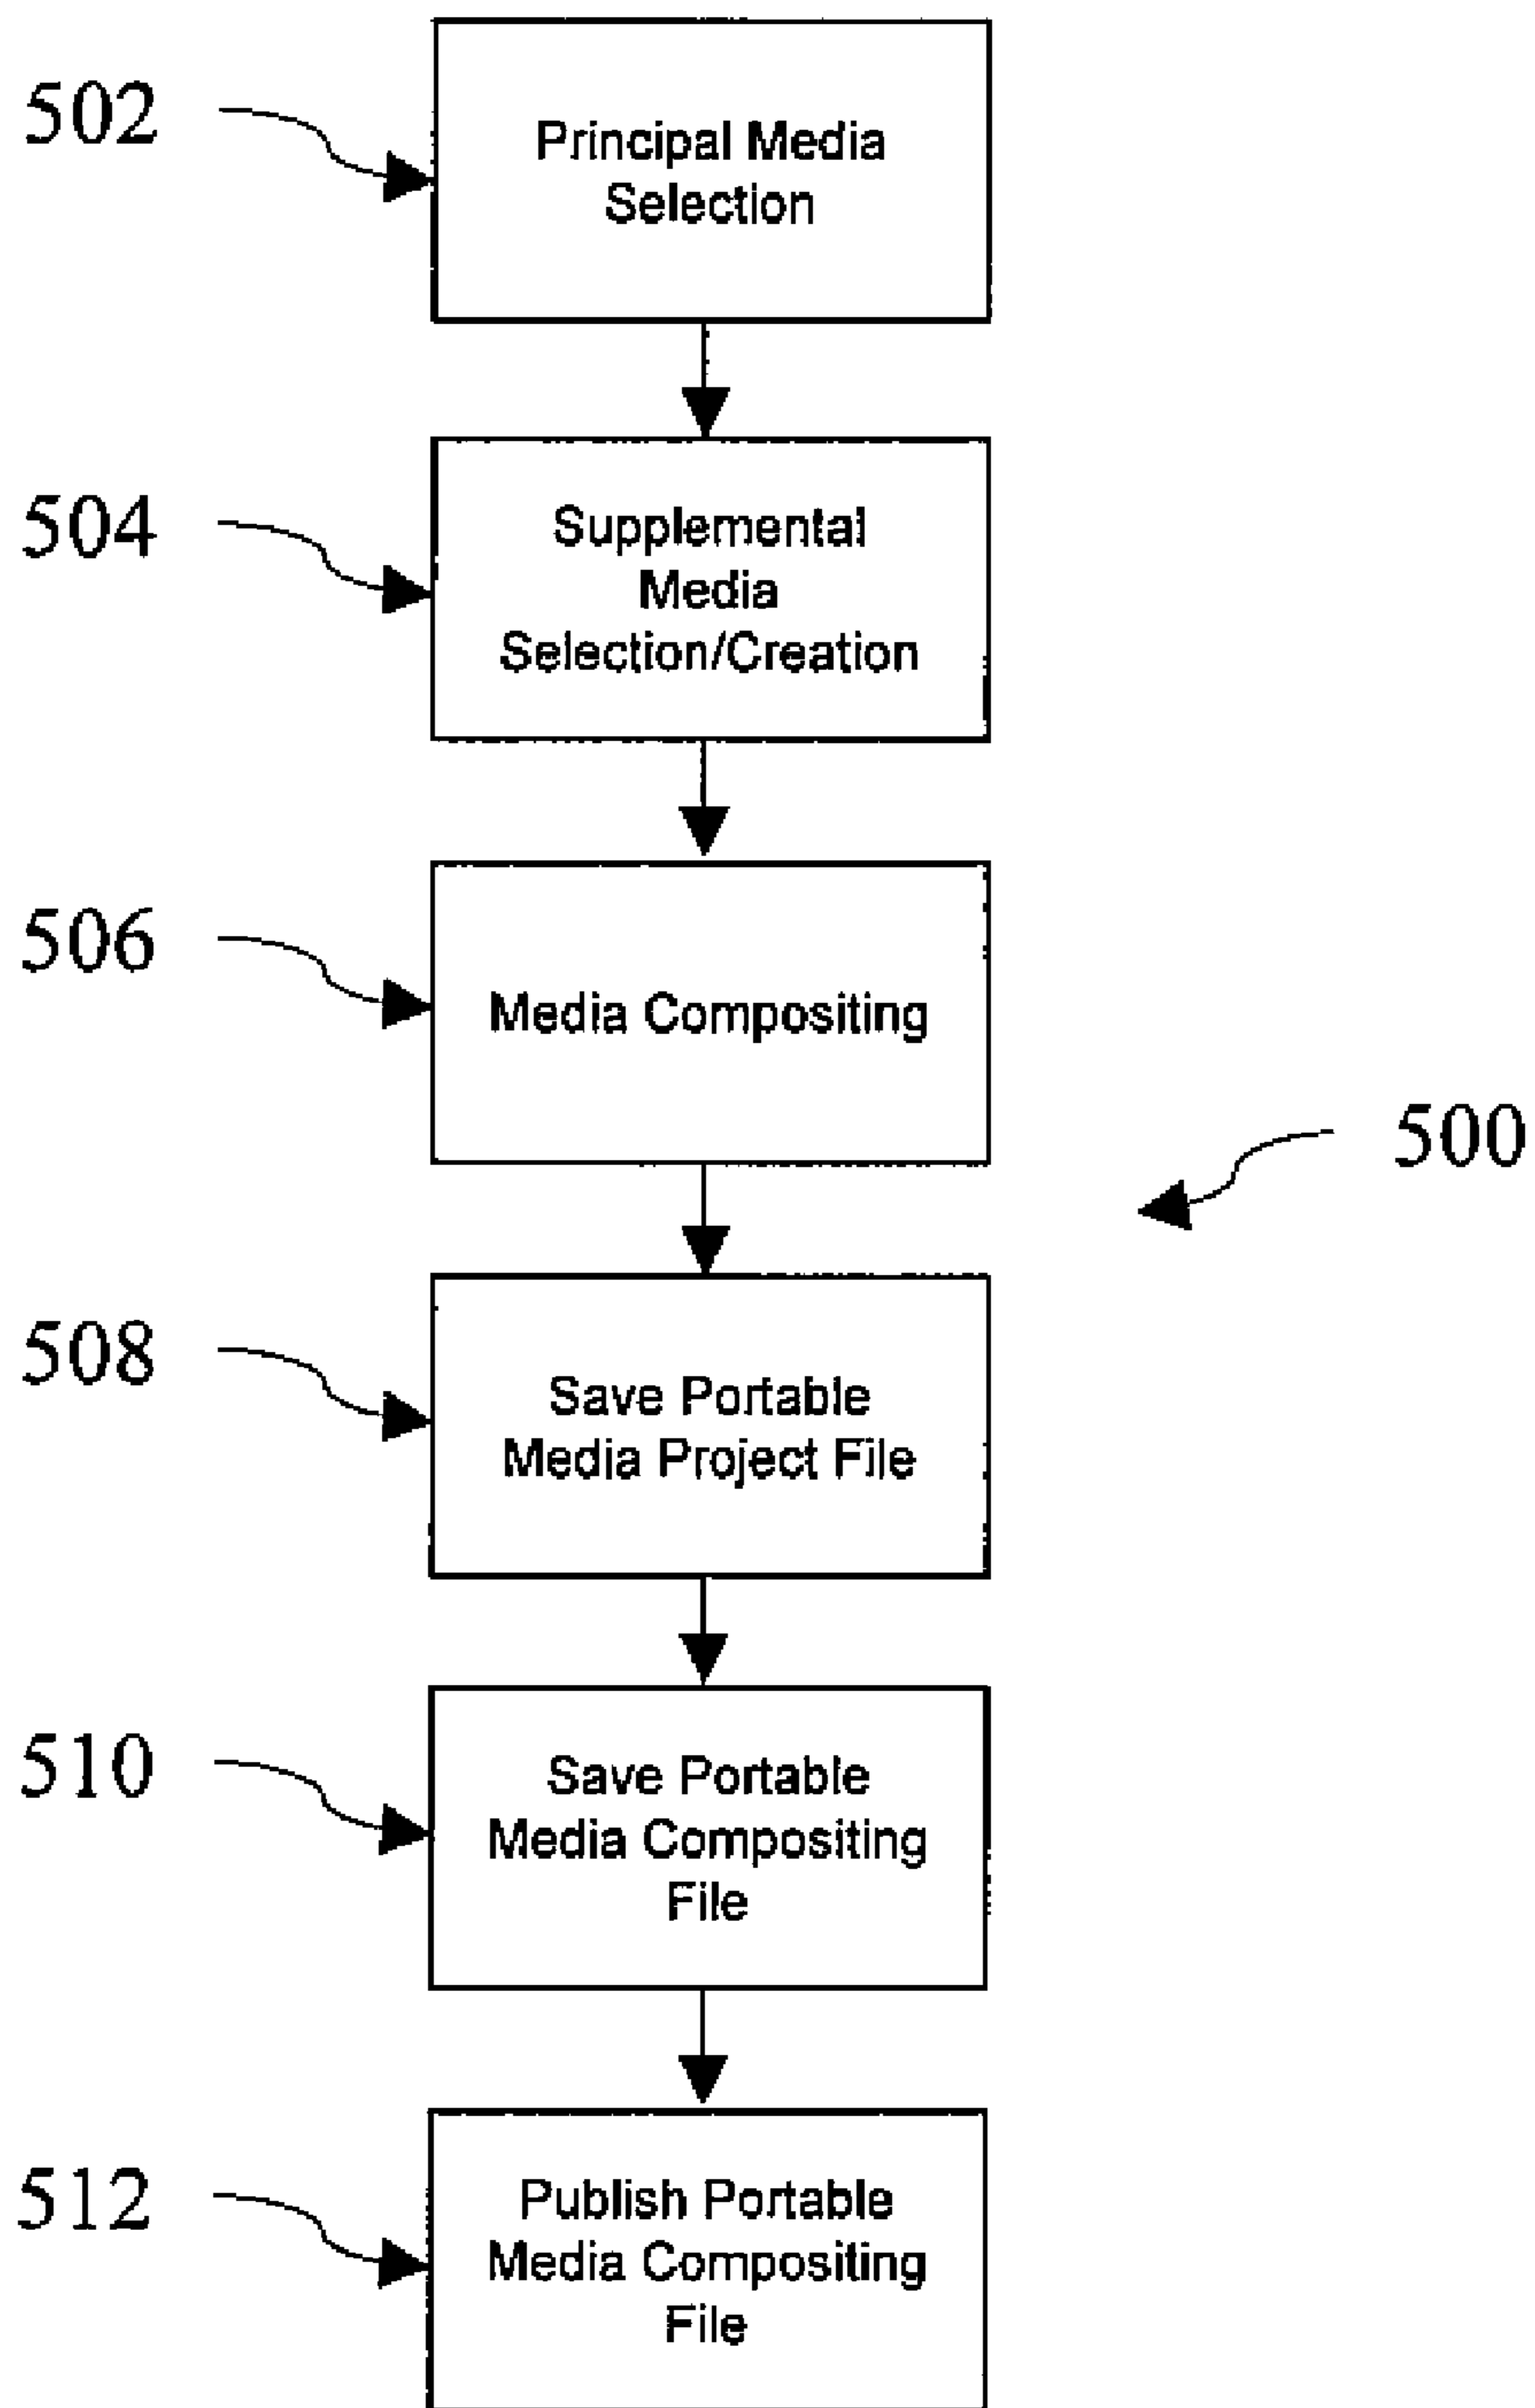 502
Principal Media
Selection
504
Supplemental
Media
Selection/Creation
506
Media Compositing
500
508
Save Portable
Media Project File
510
Save Portable
Media Compositing
File
512
Publish Portable
Media Compositing
File